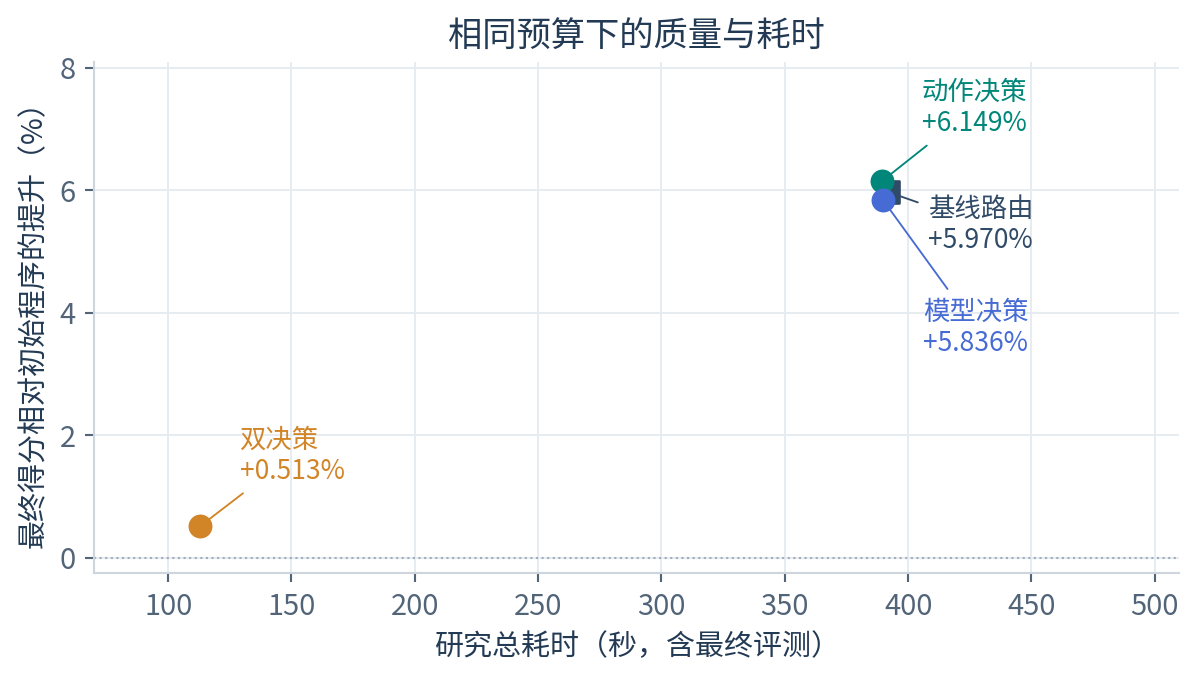 相同预算下的质量与耗时
最终得分相对初始程序的提升（%）
8
6
4
2
0
动作决策
+6.149%
基线路由
+5.970%
模型决策
+5.836%
双决策
+0.513%
100 150 200 250 300 350 400 450 500
研究总耗时（秒，含最终评测）